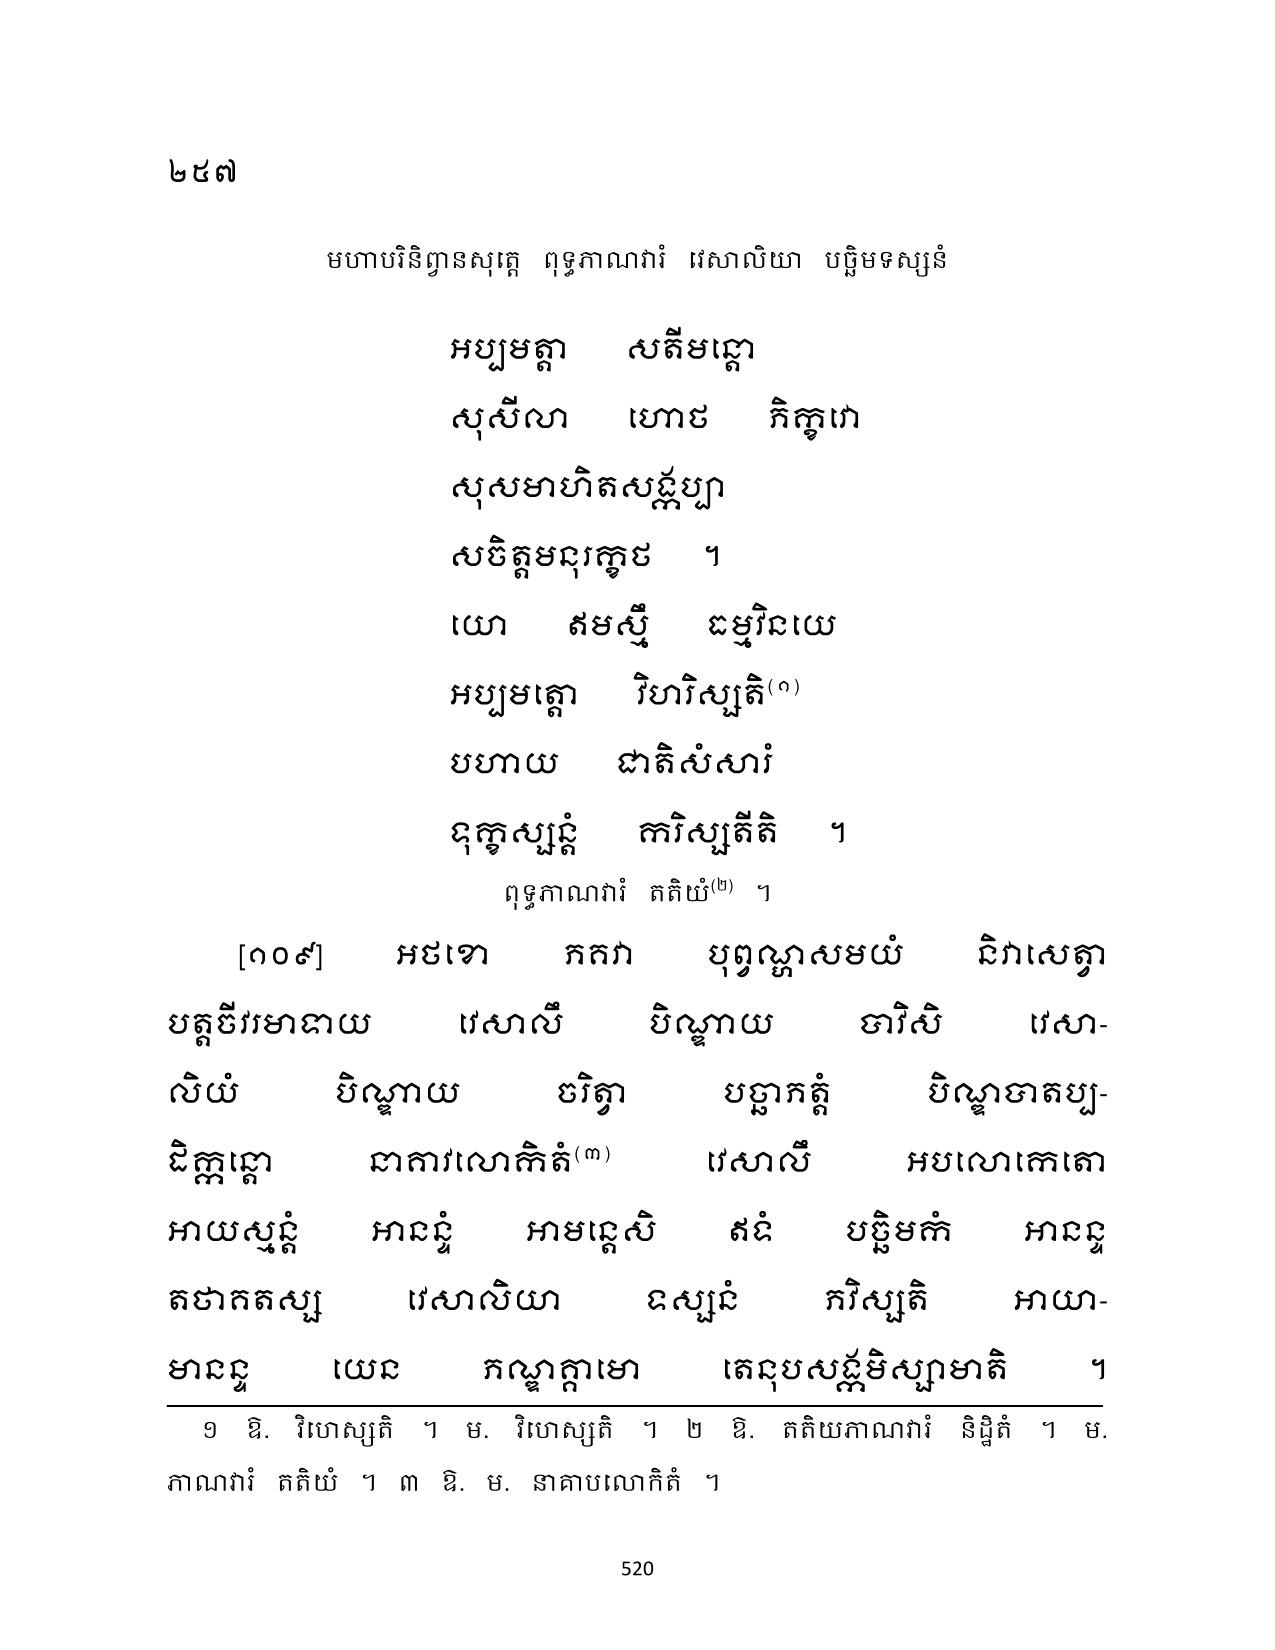 ២៥៧
មហាបរិនិព្វានសុត្តេ ពុទ្ធភាណវារំ វេសាលិយា បច្ឆិមទស្សនំ
អប្បមត្តា សតីមន្តោ
សុសីលា ហោថ ភិក្ខវោ
សុសមាហិតសង្កប្បា
សចិត្តមនុរក្ខថ ។
យោ ឥមស្មឹ ធម្មវិនយេ
អប្បមត្តោ វិហរិស្សតិ(១)
បហាយ ជាតិសំសារំ
ទុក្ខស្សន្តំ ករិស្សតីតិ ។
ពុទ្ធភាណវារំ តតិយំ(២) ។
[១០៩] អថខោ ភគវា បុព្វណ្ហសមយំ និវាសេត្វា
បត្តចីវរមាទាយ វេសាលឹ បិណ្ឌាយ បាវិសិ វេសា-
លិយំ បិណ្ឌាយ ចរិត្វា បច្ឆាភត្តំ បិណ្ឌបាតប្ប-
ដិក្កន្តោ នាគាវលោកិតំ(៣) វេសាលឹ អបលោកេតោ
អាយស្មន្តំ អានន្ទំ អាមន្តេសិ ឥទំ បច្ឆិមកំ អានន្ទ
តថាគតស្ស វេសាលិយា ទស្សនំ ភវិស្សតិ អាយា-
មានន្ទ យេន ភណ្ឌគ្គាមោ តេនុបសង្កមិស្សាមាតិ ។
១ ឱ. វិហេស្សតិ ។ ម. វិហេស្សតិ ។ ២ ឱ. តតិយភាណវារំ និដ្ឋិតំ ។ ម.
ភាណវារំ តតិយំ ។ ៣ ឱ. ម. នាគាបលោកិតំ ។
520